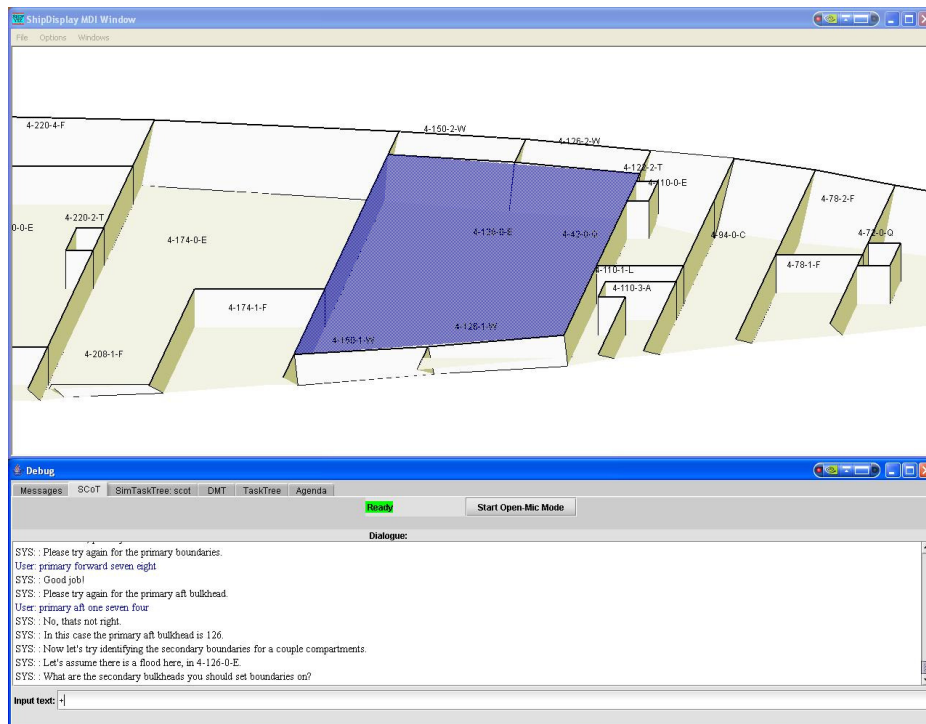 ShipDisplay MDI Window
File Options Windows
4-220-4-F
4-150-2-W
4-126-2-W
4-122-2-T
4-110-0-E
4-78-2-F
4-220-2-T
0-0-E
4-174-0-E
4-126-0-E
4-42-0-Q
4-94-0-C
4-72-0-Q
4-110-1-L
4-78-1-F
4-110-3-A
4-174-1-F
4-126-1-W
4-150-1-W
4-208-1-F
Debug
Messages SCoT SimTaskTree: scot DMT TaskTree Agenda
Ready Start Open-Mic Mode
Dialogue:
SYS: : Please try again for the primary boundaries.
User: primary forward seven eight
SYS: : Good job!
SYS: : Please try again for the primary aft bulkhead.
User: primary aft one seven four
SYS: : No, thats not right.
SYS: : In this case the primary aft bulkhead is 126.
SYS: : Now let's try identifying the secondary boundaries for a couple compartments.
SYS: : Let's assume there is a flood here, in 4-126-0-E.
SYS: : What are the secondary bulkheads you should set boundaries on?
Input text: +